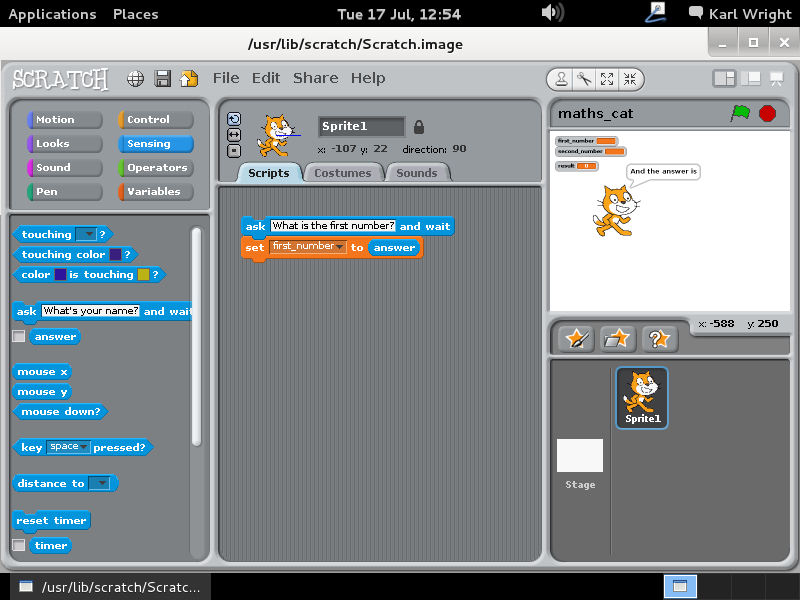 Applications Places Tue 17 Jul, 12:54 Karl Wright
/usr/lib/scratch/Scratch.image
SCRATCH File Edit Share Help
Motion Control
Looks Sensing
Sound Operators
Pen Variables
Sprite1
x: -107 y: 22 direction: 90
Scripts Costumes Sounds
maths_cat
touching ?
touching color ?
color is touching ?
ask What's your name? and wait
answer
mouse x
mouse y
mouse down?
key space pressed?
distance to
reset timer
timer
ask What is the first number? and wait
set first_number to answer
first_number
second_number
result 0
And the answer is
x: -588 y: 250
Sprite1
Stage
/usr/lib/scratch/Scratc...